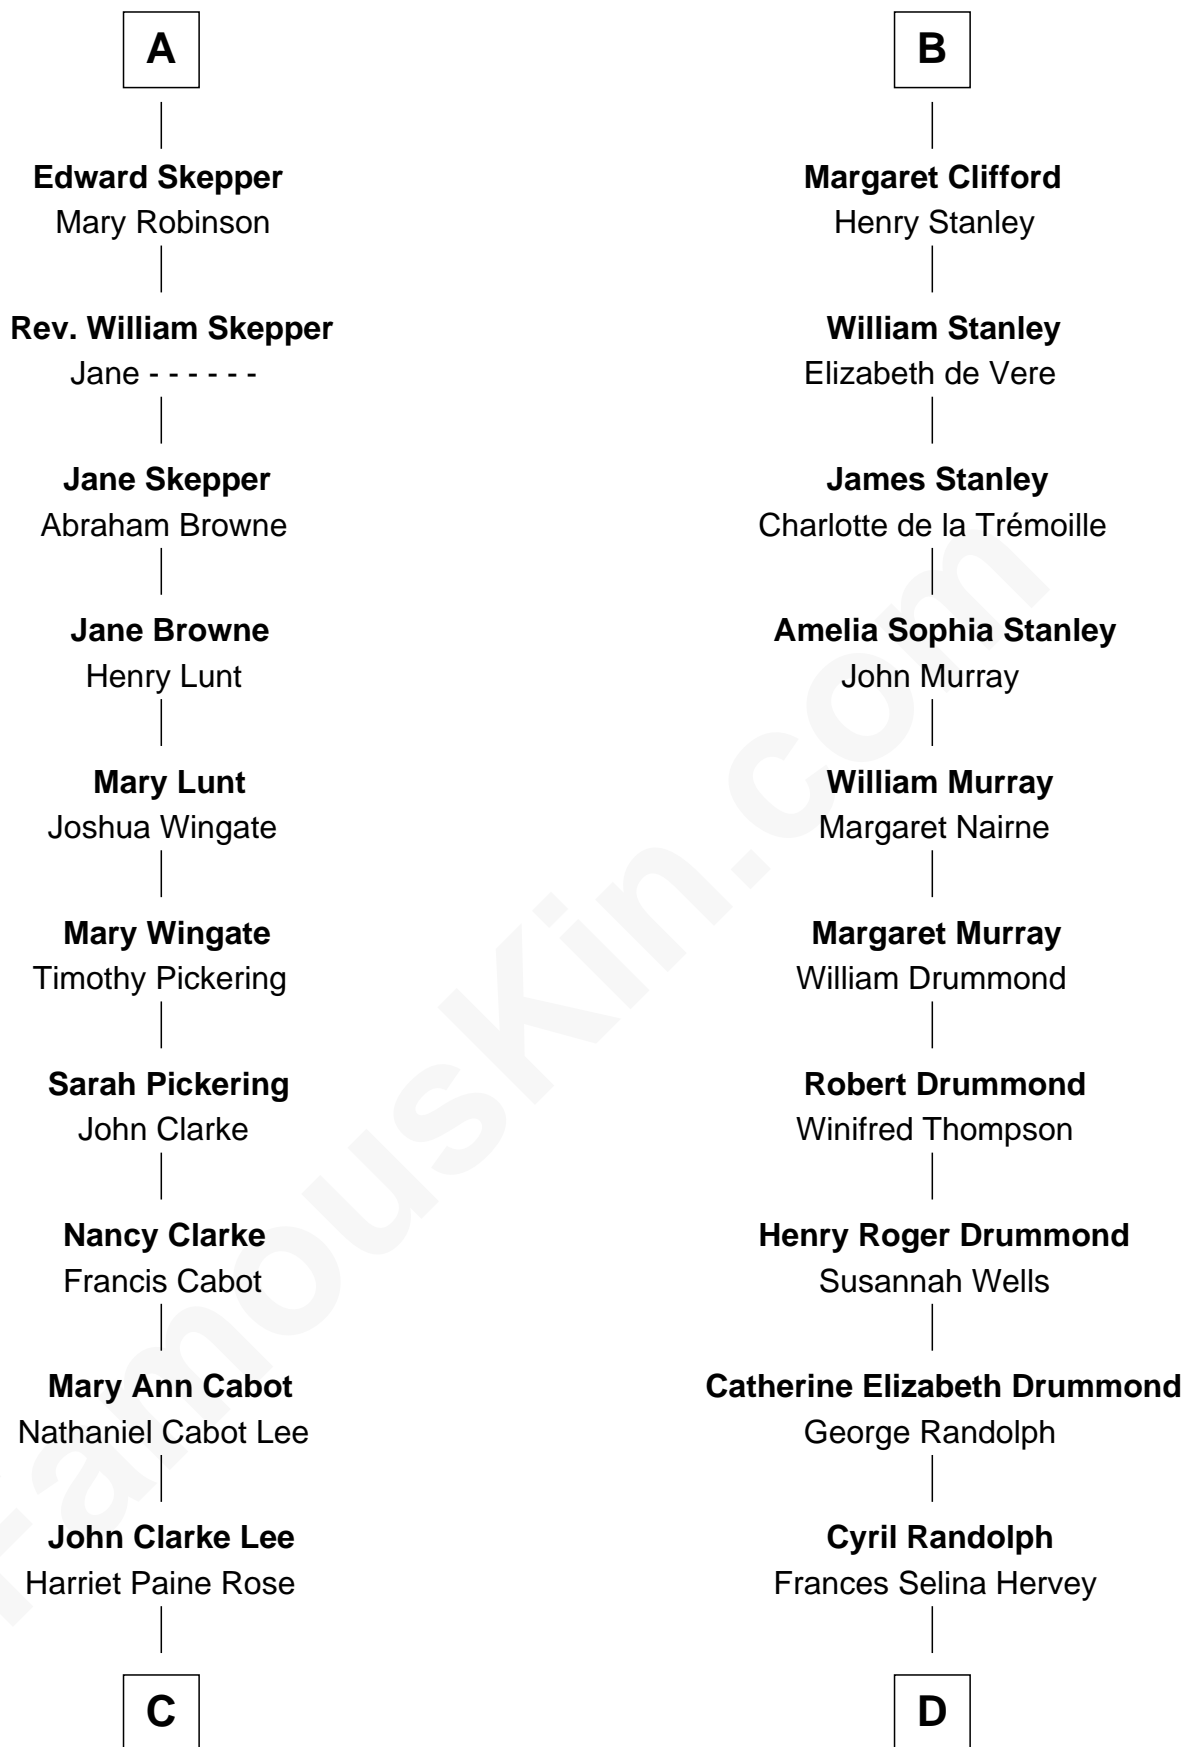 A
Edward Skepper
Mary Robinson
Rev. William Skepper
Jane - - - - - -
Jane Skepper
Abraham Browne
Jane Browne
Henry Lunt
Mary Lunt
Joshua Wingate
Mary Wingate
Timothy Pickering
Sarah Pickering
John Clarke
Nancy Clarke
Francis Cabot
Mary Ann Cabot
Nathaniel Cabot Lee
John Clarke Lee
Harriet Paine Rose
C
B
Margaret Clifford
Henry Stanley
William Stanley
Elizabeth de Vere
James Stanley
Charlotte de la Trémoille
Amelia Sophia Stanley
John Murray
William Murray
Margaret Nairne
Margaret Murray
William Drummond
Robert Drummond
Winifred Thompson
Henry Roger Drummond
Susannah Wells
Catherine Elizabeth Drummond
George Randolph
Cyril Randolph
Frances Selina Hervey
D
FamousKin.com